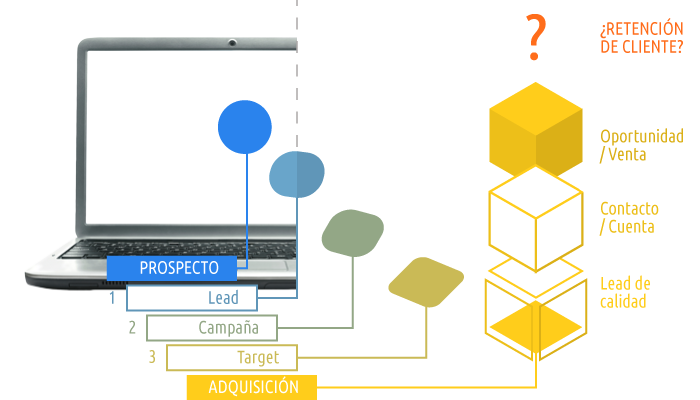 ?
¿RETENCIÓN
DE CLIENTE?
Oportunidad
/ Venta
Contacto
/ Cuenta
Lead de
calidad
PROSPECTO
1 Lead
2 Campaña
3 Target
ADQUISICIÓN